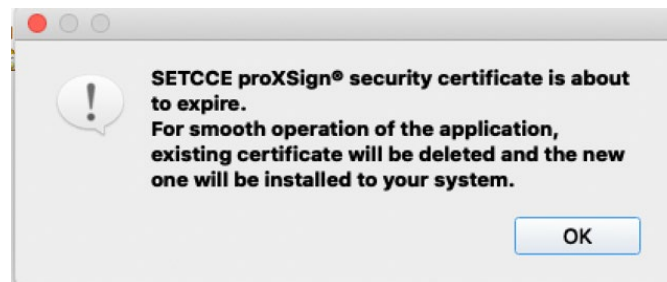 SETCCE proXSign® security certificate is about
to expire.
For smooth operation of the application,
existing certificate will be deleted and the new
one will be installed to your system.
OK